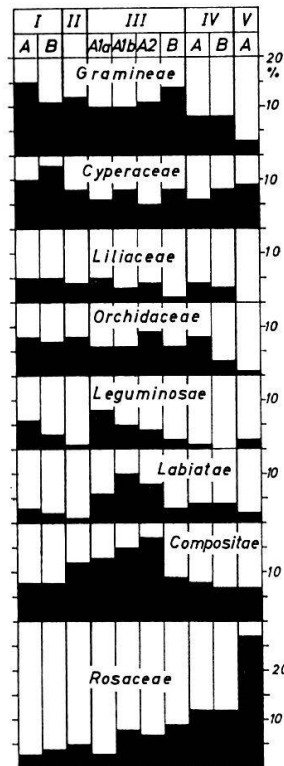 I II III IV V
A B A A1a A1b A2 B A B A
20
%
Gramineae
10
Cyperaceae
10
Liliaceae
10
Orchidaceae
10
Leguminosae
10
Labiatae
10
Compositae
10
20
Rosaceae
10